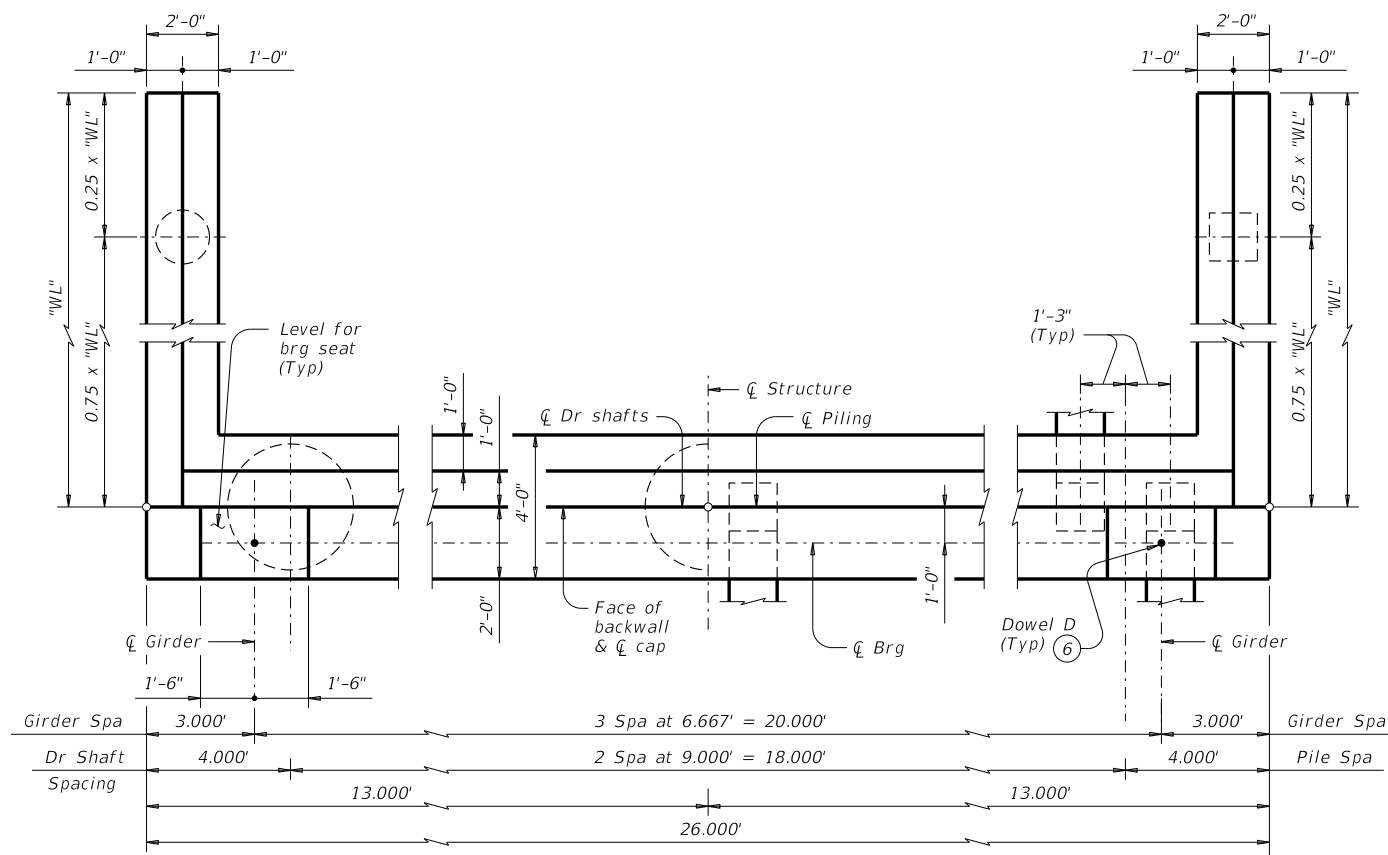 2'-0"
2'-0"
1'-0"
1'-0"
1'-0"
1'-0"
0.25 x "WL"
0.25 x "WL"
"WL"
"WL"
0.75 x "WL"
0.75 x "WL"
Level for
brg seat
(Typ)
1'-3"
(Typ)
℄ Structure
1'-0"
1'-0"
℄ Dr shafts
℄ Piling
4'-0"
2'-0"
1'-0"
Face of
backwall
& ℄ cap
℄ Brg
Dowel D
(Typ) 6
℄ Girder
℄ Girder
1'-6"
1'-6"
Girder Spa
3.000'
3 Spa at 6.667' = 20.000'
3.000'
Girder Spa
Dr Shaft
Spacing
4.000'
2 Spa at 9.000' = 18.000'
4.000'
Pile Spa
13.000'
13.000'
26.000'